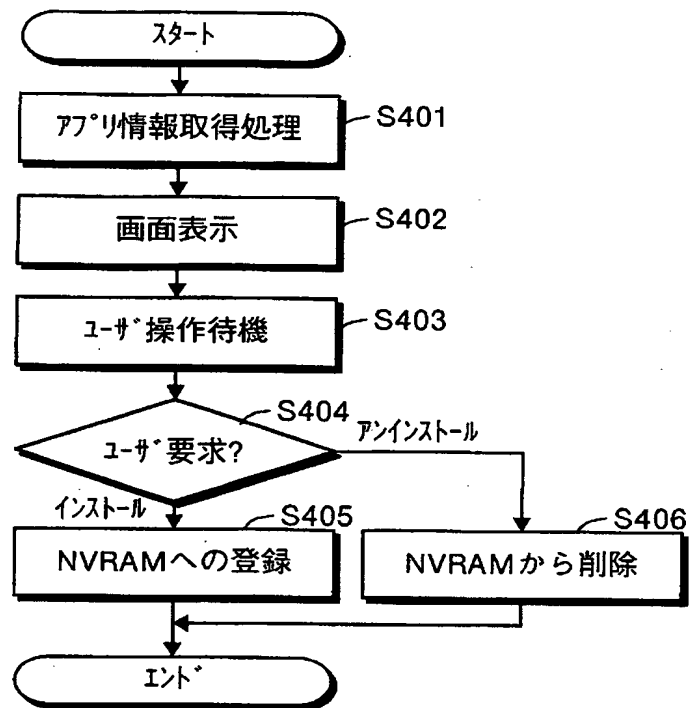 スタート
ｱﾌﾟﾘ情報取得処理
S401
画面表示
S402
ﾕｰｻﾞ操作待機
S403
S404
ﾕｰｻﾞ要求?
アンインストール
インストール
S405
S406
NVRAMへの登録
NVRAMから削除
ｴﾝﾄﾞ